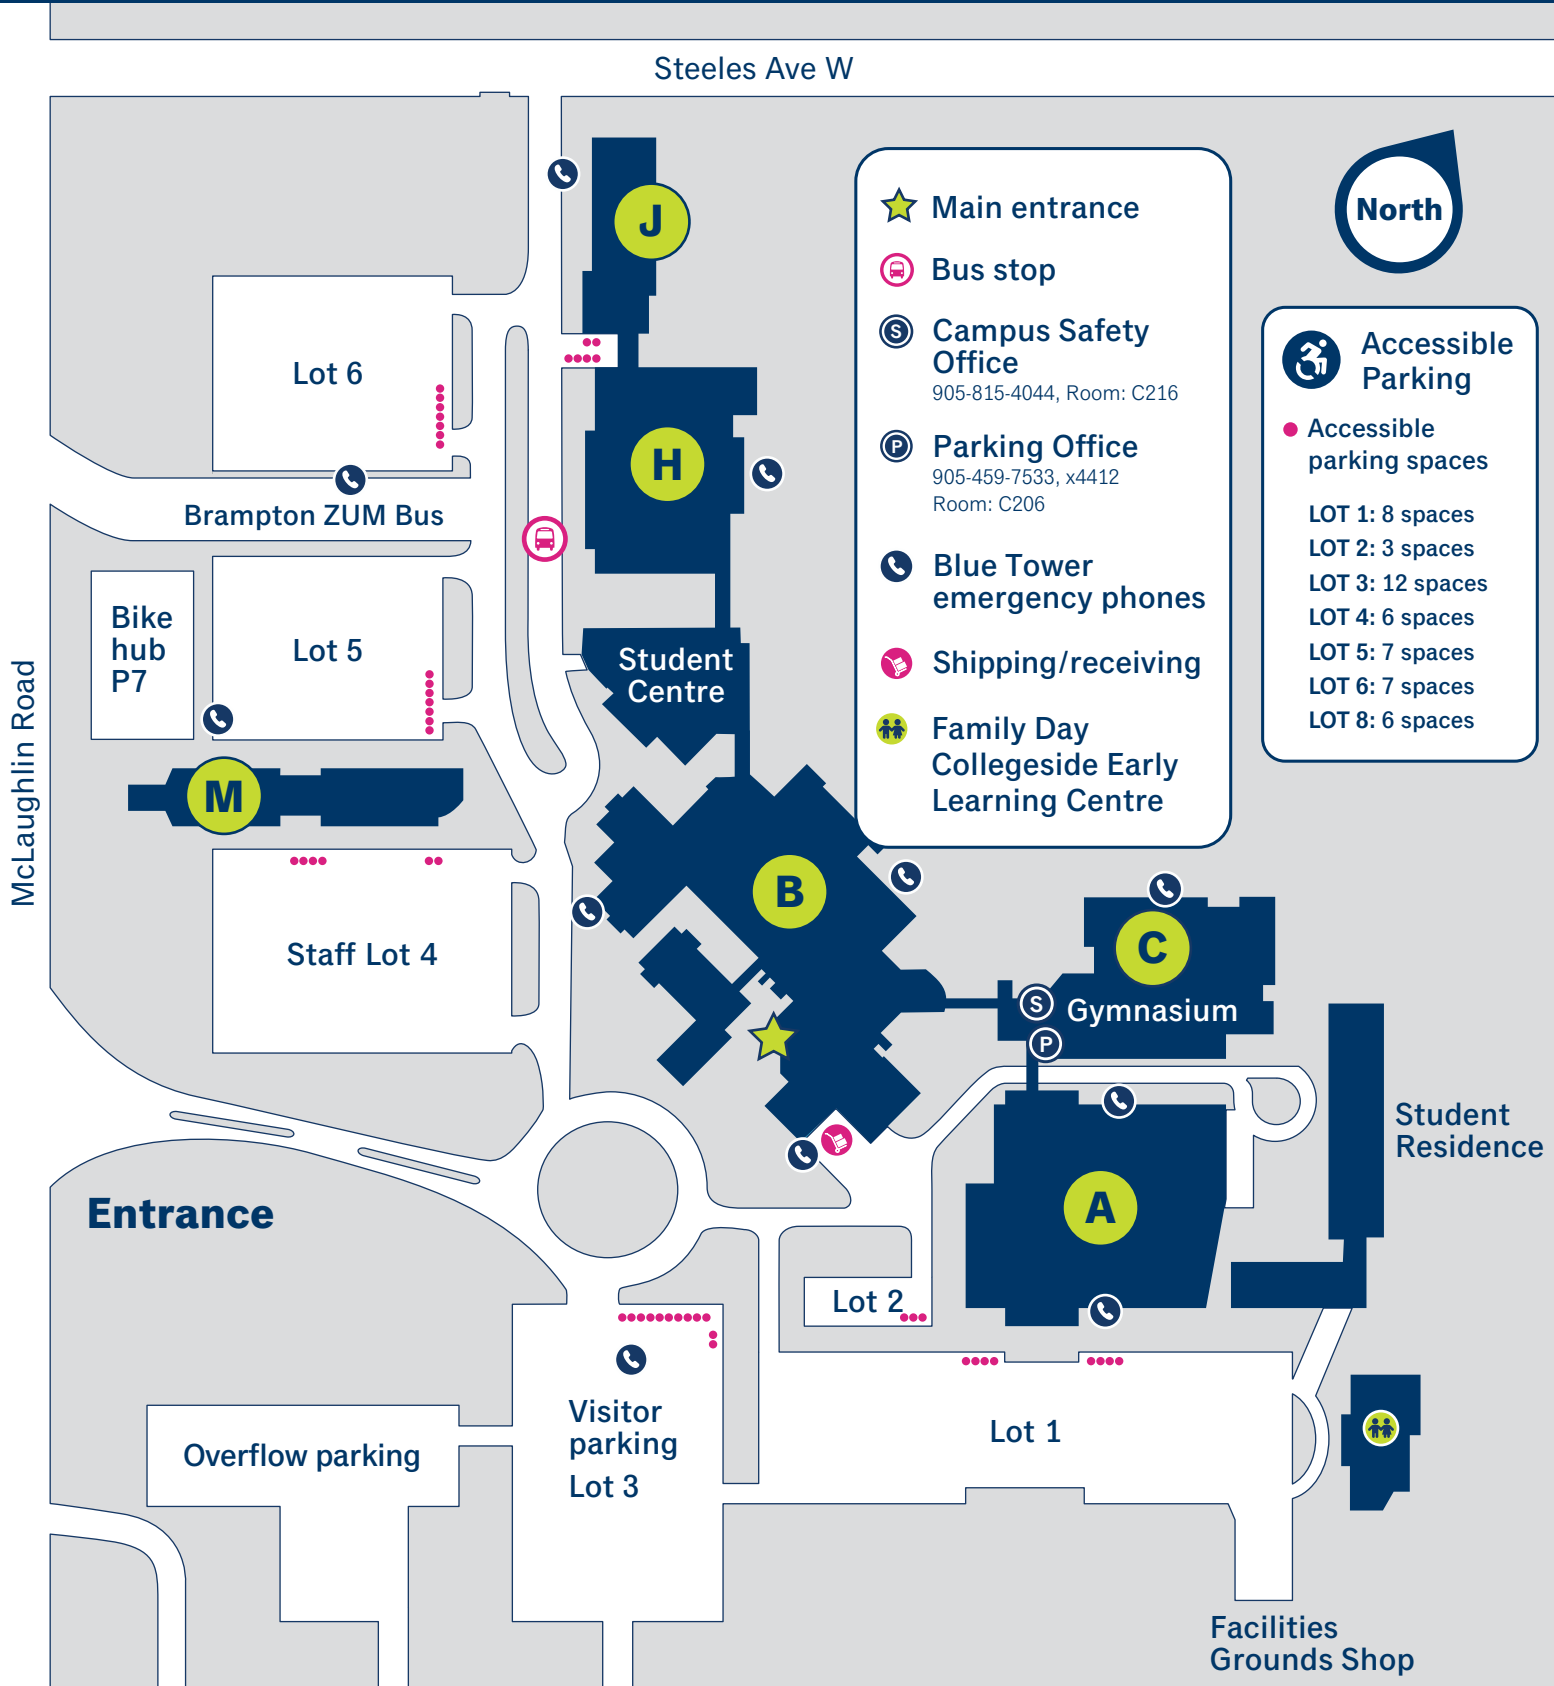 Steeles Ave W
J
Main entrance
Bus stop
S
Campus Safety
Office
905-815-4044, Room: C216
P
Parking Office
905-459-7533, x4412
Room: C206
Blue Tower
emergency phones
Shipping/receiving
Family Day
Collegeside Early
Learning Centre
North
Accessible
Parking
Accessible
parking spaces
LOT 1: 8 spaces
LOT 2: 3 spaces
LOT 3: 12 spaces
LOT 4: 6 spaces
LOT 5: 7 spaces
LOT 6: 7 spaces
LOT 8: 6 spaces
Lot 6
H
Brampton ZUM Bus
Bike
hub
P7
Lot 5
Student
Centre
McLaughlin Road
M
B
Staff Lot 4
C
S
Gymnasium
P
Student
Residence
Entrance
A
Lot 2
Visitor
parking
Lot 3
Overflow parking
Lot 1
Facilities
Grounds Shop